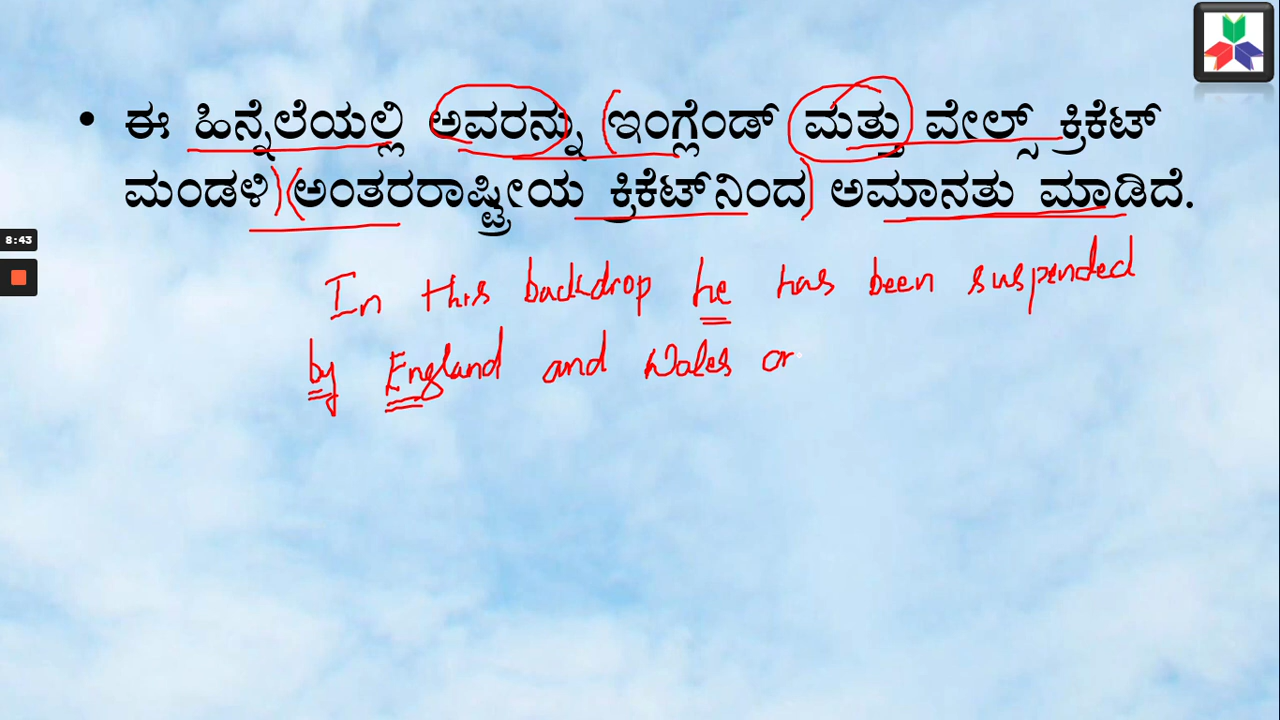 • ಈ ಹಿನ್ನೆಲೆಯಲ್ಲಿ ಅವರನ್ನು ಇಂಗ್ಲೆಂಡ್ ಮತ್ತು ವೇಲ್ಸ್ ಕ್ರಿಕೆಟ್
ಮಂಡಳಿ) (ಅಂತರರಾಷ್ಟ್ರೀಯ ಕ್ರಿಕೆಟ್‌ನಿಂದ) ಅಮಾನತು ಮಾಡಿದೆ.
8:43
In this backdrop he has been suspended
by England and Wales cr